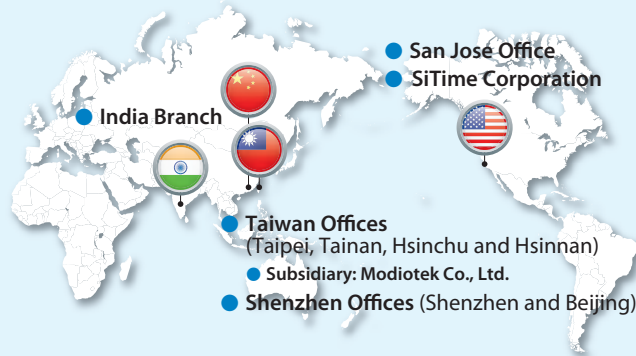 San Jose Office
SiTime Corporation
India Branch
Taiwan Offices
(Taipei, Tainan, Hsinchu and Hsinnan)
Subsidiary: Modiotek Co., Ltd.
Shenzhen Offices (Shenzhen and Beijing)